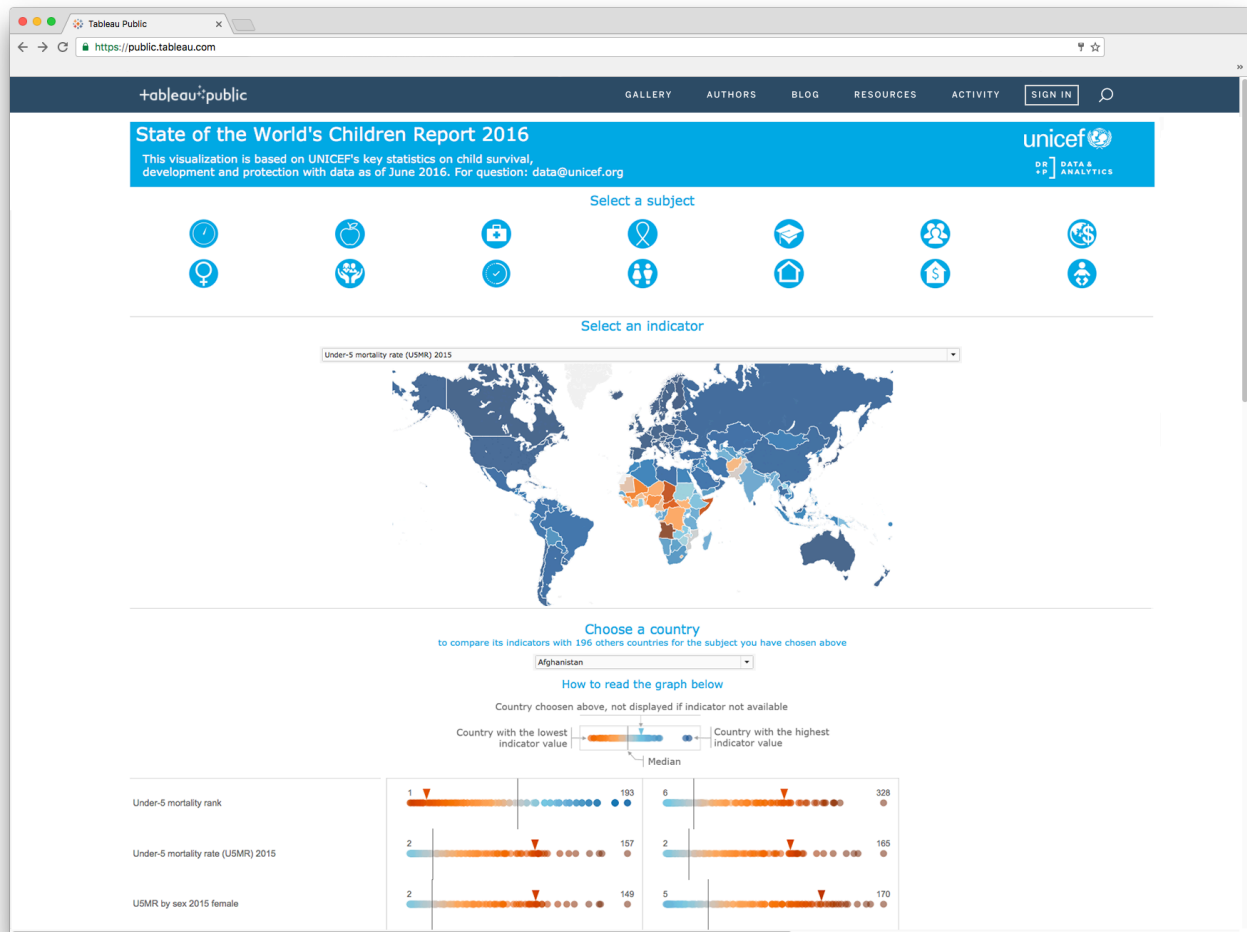 Tableau Public
https://public.tableau.com
+ableau public
GALLERY
AUTHORS
BLOG
RESOURCES
ACTIVITY
SIGN IN
State of the World's Children Report 2016
This visualization is based on UNICEF's key statistics on child survival,
development and protection with data as of June 2016. For question: data@unicef.org
unicef
DR +P
DATA &
ANALYTICS
Select a subject
Select an indicator
Under-5 mortality rate (U5MR) 2015
Choose a country
to compare its indicators with 196 others countries for the subject you have chosen above
Afghanistan
How to read the graph below
Country choosen above, not displayed if indicator not available
Country with the lowest
indicator value
Country with the highest
indicator value
Median
Under-5 mortality rank
1
193
6
328
Under-5 mortality rate (U5MR) 2015
2
157
2
165
U5MR by sex 2015 female
2
149
5
170